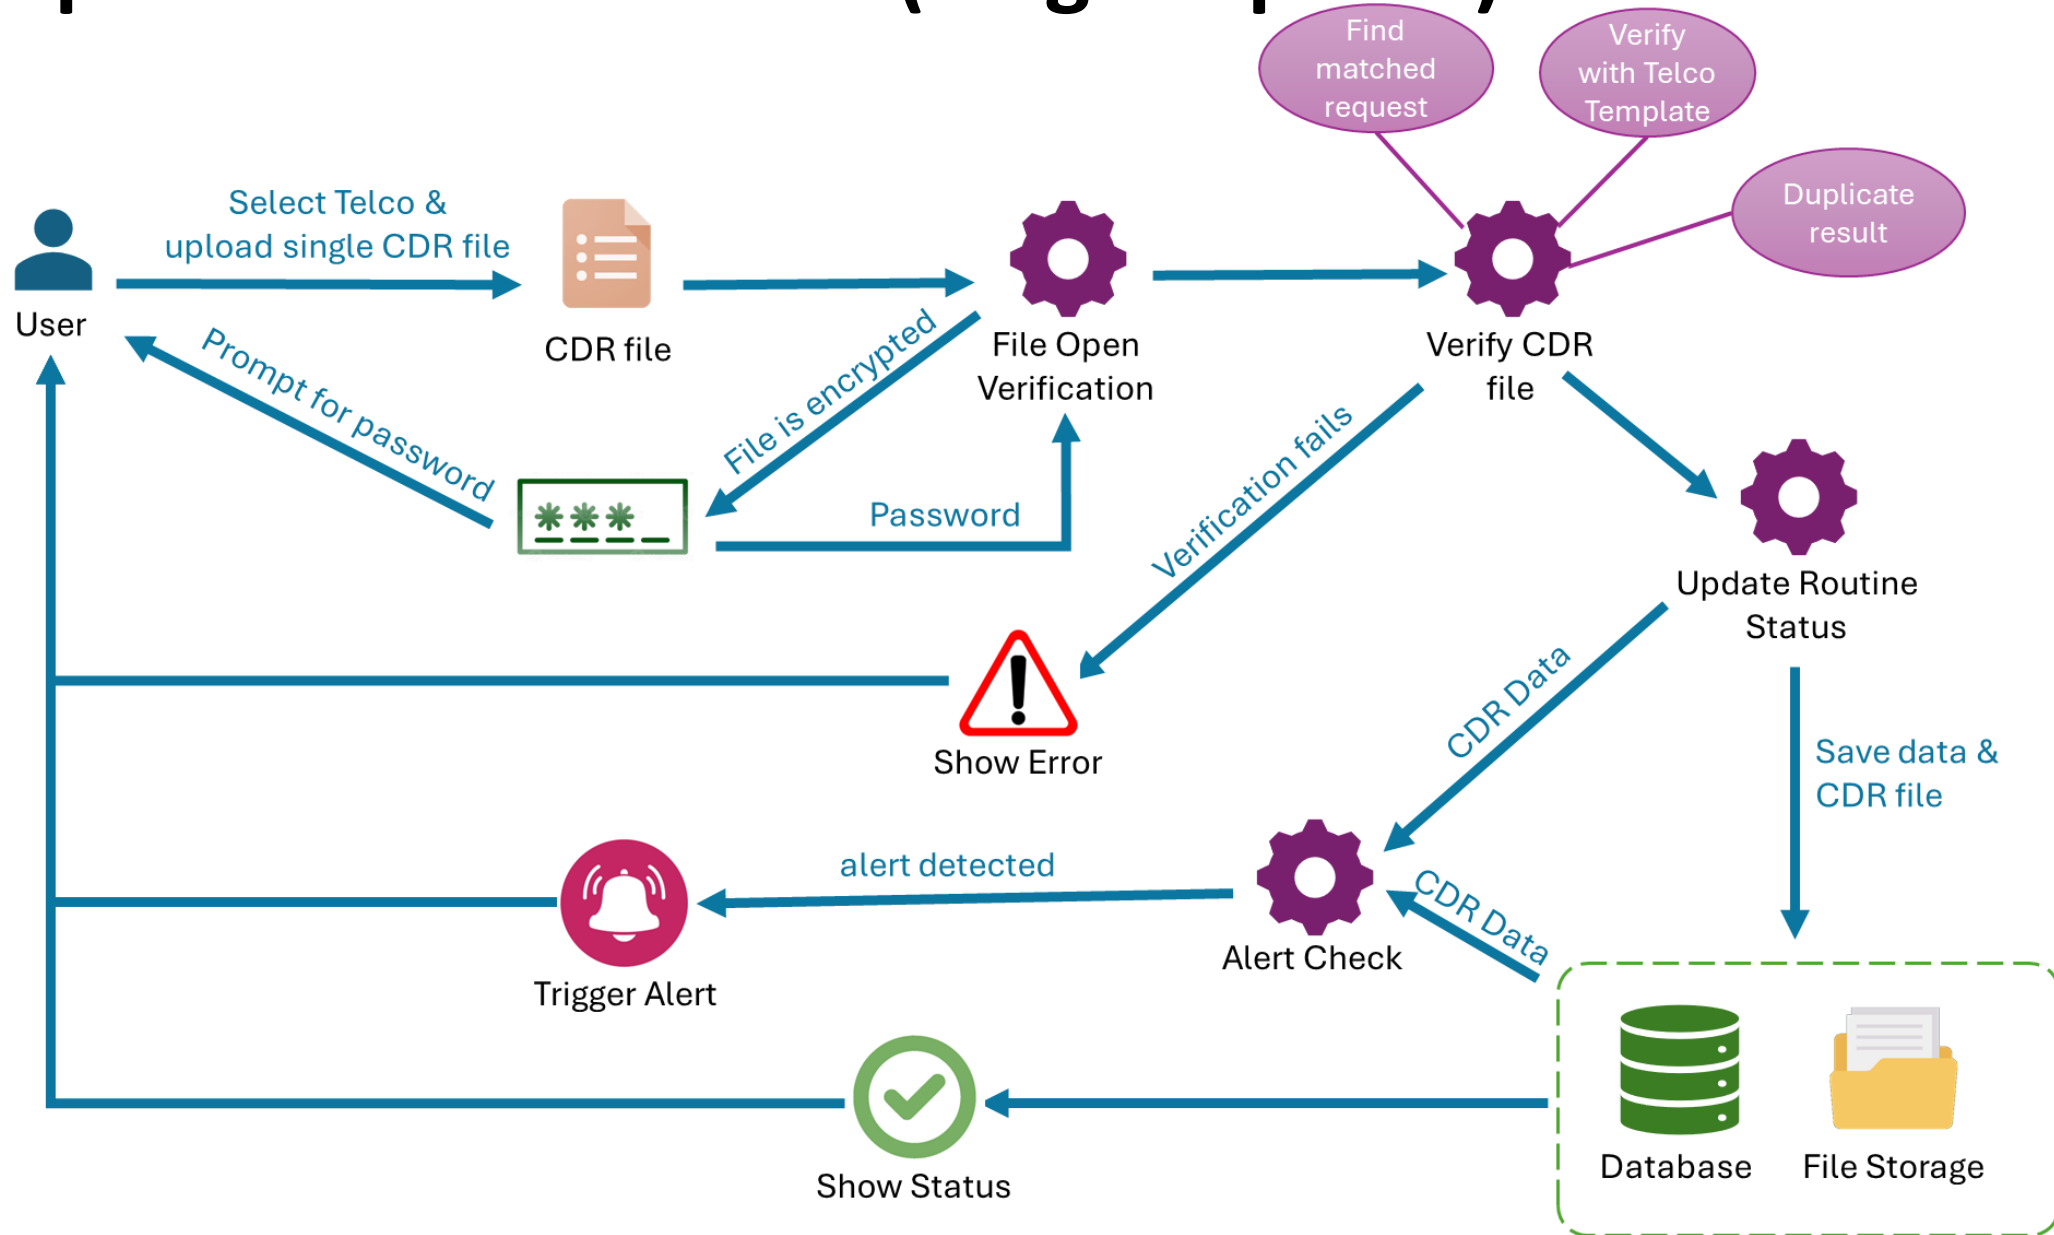 Find
matched
request
Verify
with Telco
Template
Duplicate
result
Select Telco &
upload single CDR file
User
CDR file
File Open
Verification
Verify CDR
file
Prompt for password
File is encrypted
***_
Password
Verification fails
Update Routine
Status
Show Error
CDR Data
Save data &
CDR file
alert detected
CDR Data
Alert Check
Trigger Alert
Show Status
Database
File Storage